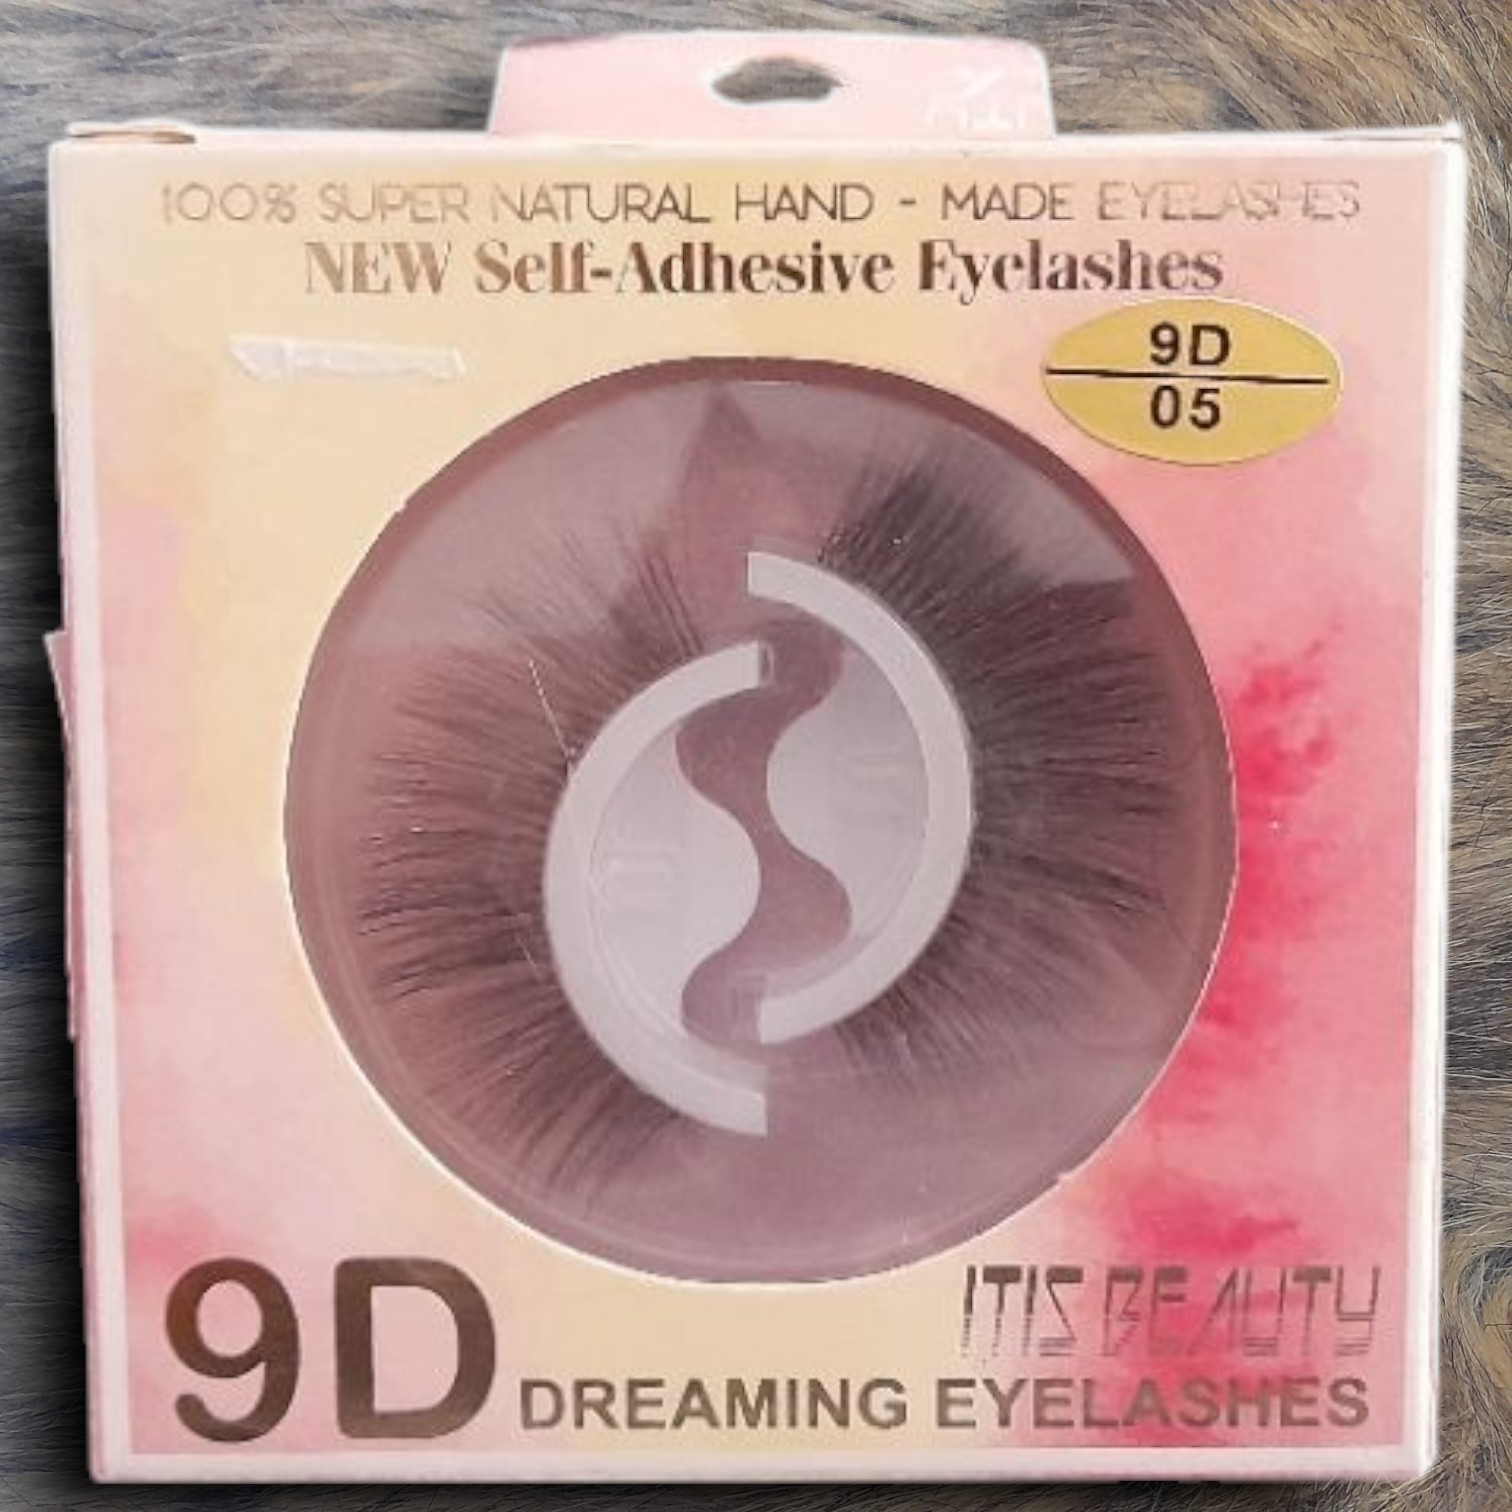 100% SUPER NATURAL HAND - MADE EYELASHES
NEW Self-Adhesive Eyelashes
9D
05
9D
ITIS BEAUTY
DREAMING EYELASHES